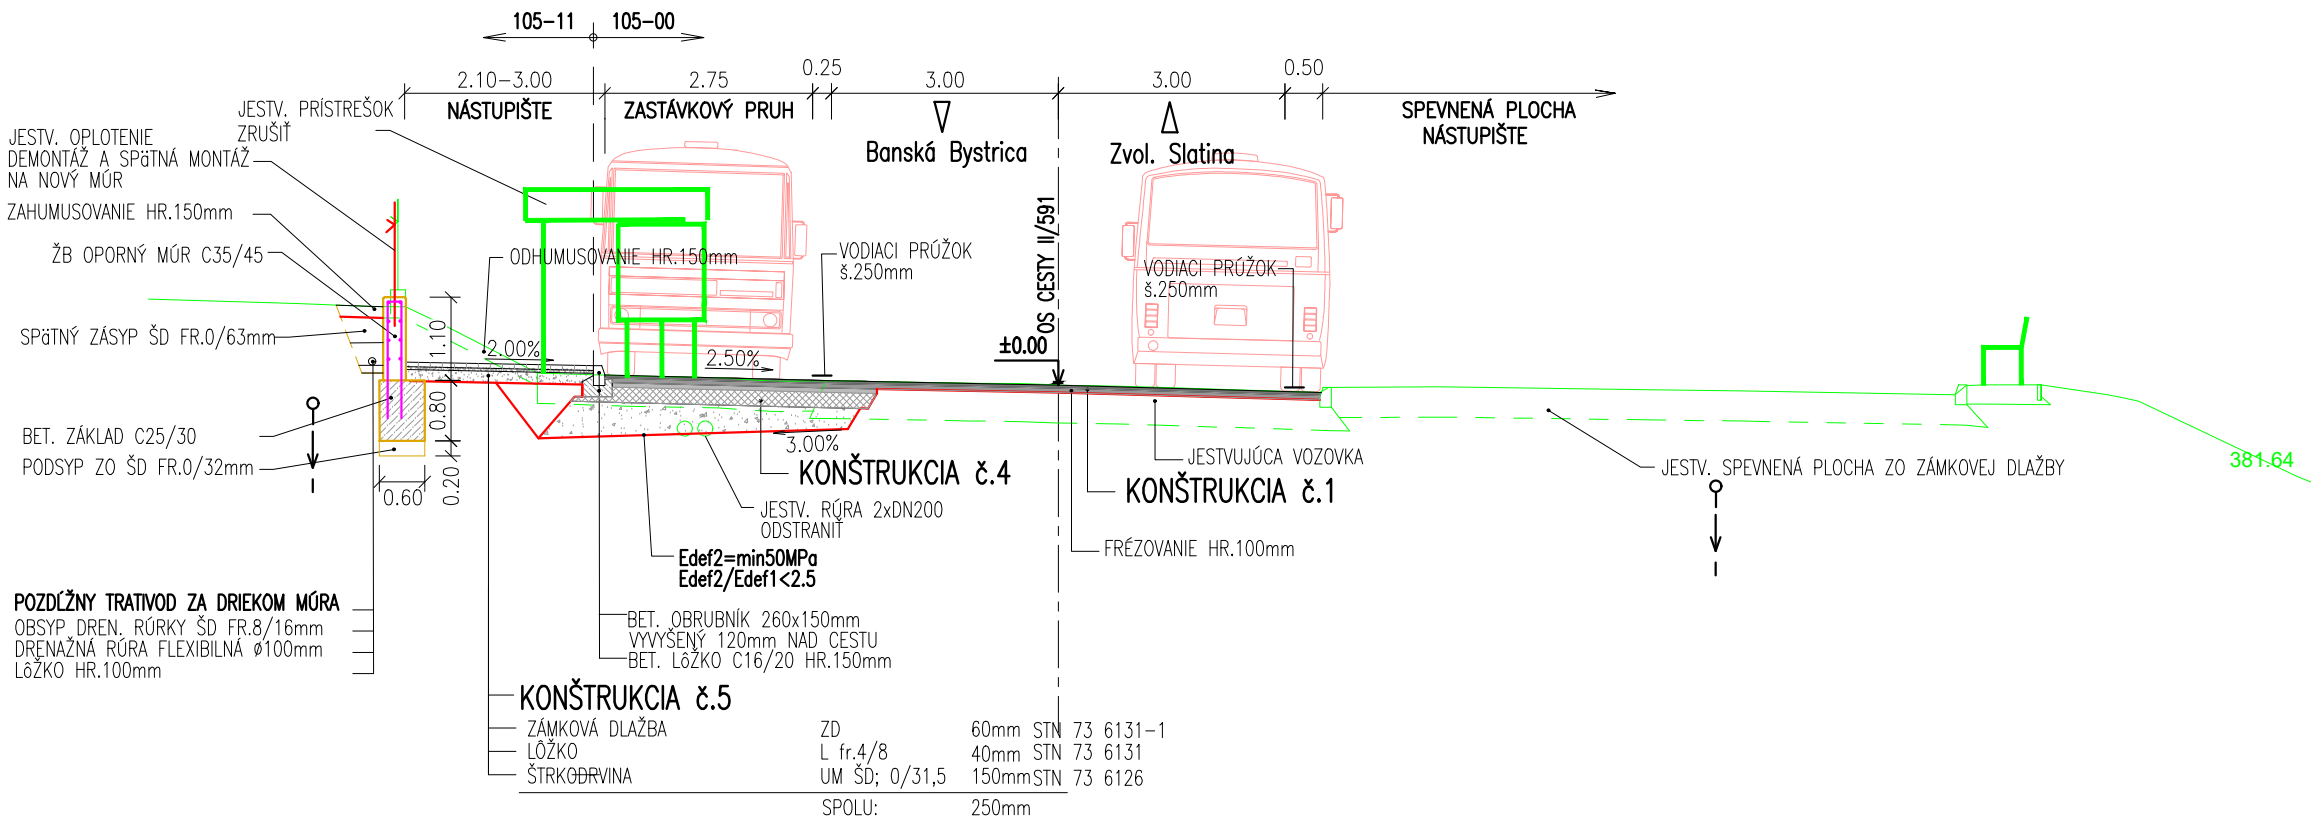 105-11
105-00
2.10-3.00
2.75
0.25
3.00
3.00
0.50
NÁSTUPIŠTE
ZASTÁVKOVÝ PRUH
SPEVNENÁ PLOCHA
NÁSTUPIŠTE
Banská Bystrica
Zvol. Slatina
JESTV. PRÍSTREŠOK
ZRUŠIŤ
JESTV. OPLOTENIE
DEMONTÁŽ A SPäTNÁ MONTÁŽ
NA NOVÝ MÚR
ZAHUMUSOVANIE HR.150mm
ŽB OPORNÝ MÚR C35/45
SPäTNÝ ZÁSYP ŠD FR.0/63mm
BET. ZÁKLAD C25/30
PODSYP ZO ŠD FR.0/32mm
ODHUMUSOVANIE HR.150mm
VODIACI PRÚŽOK
š.250mm
VODIACI PRÚŽOK
š.250mm
OS CESTY II/591
±0.00
1.10
0.80
0.20
0.60
2.00%
2.50%
3.00%
KONŠTRUKCIA č.4
JESTVUJÚCA VOZOVKA
KONŠTRUKCIA č.1
JESTV. SPEVNENÁ PLOCHA ZO ZÁMKOVEJ DLAŽBY
381.64
JESTV. RÚRA 2xDN200
ODSTRANIŤ
FRÉZOVANIE HR.100mm
Edef2=min50MPa
Edef2/Edef1<2.5
POZDĹŽNY TRATIVOD ZA DRIEKOM MÚRA
OBSYP DREN. RÚRKY ŠD FR.8/16mm
DRENAŽNÁ RÚRA FLEXIBILNÁ ø100mm
LôŽKO HR.100mm
BET. OBRUBNÍK 260x150mm
VYVYŠENÝ 120mm NAD CESTU
BET. LôŽKO C16/20 HR.150mm
KONŠTRUKCIA č.5
ZÁMKOVÁ DLAŽBA ZD 60mm STN 73 6131-1
LÔŽKO L fr.4/8 40mm STN 73 6131
ŠTRKODRVINA UM ŠD; 0/31,5 150mm STN 73 6126
SPOLU: 250mm